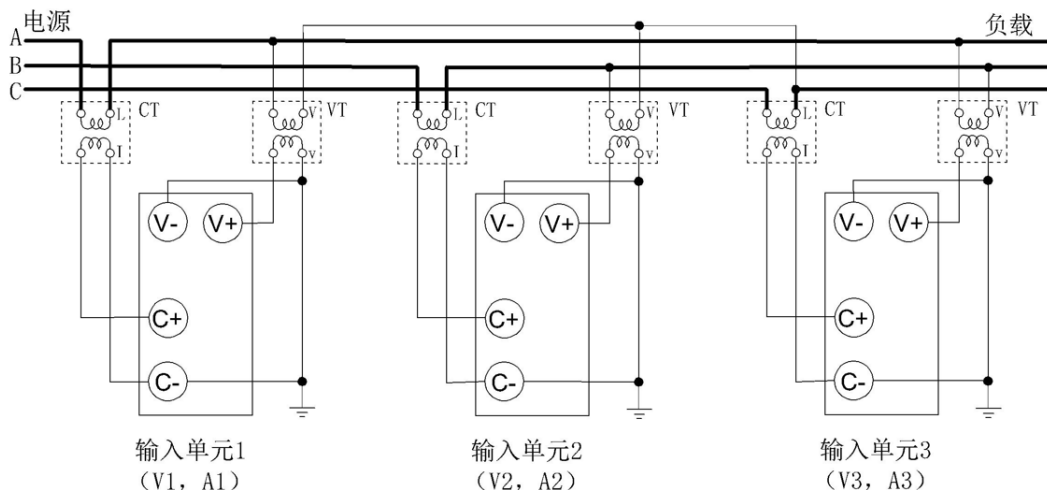 电源 负载
A
B
C
L CT V VT L CT V VT L CT V VT
I v I v I v
V- V+ V- V+ V- V+
C+ C+ C+
C- C- C-
输入单元1 输入单元2 输入单元3
(V1, A1) (V2, A2) (V3, A3)